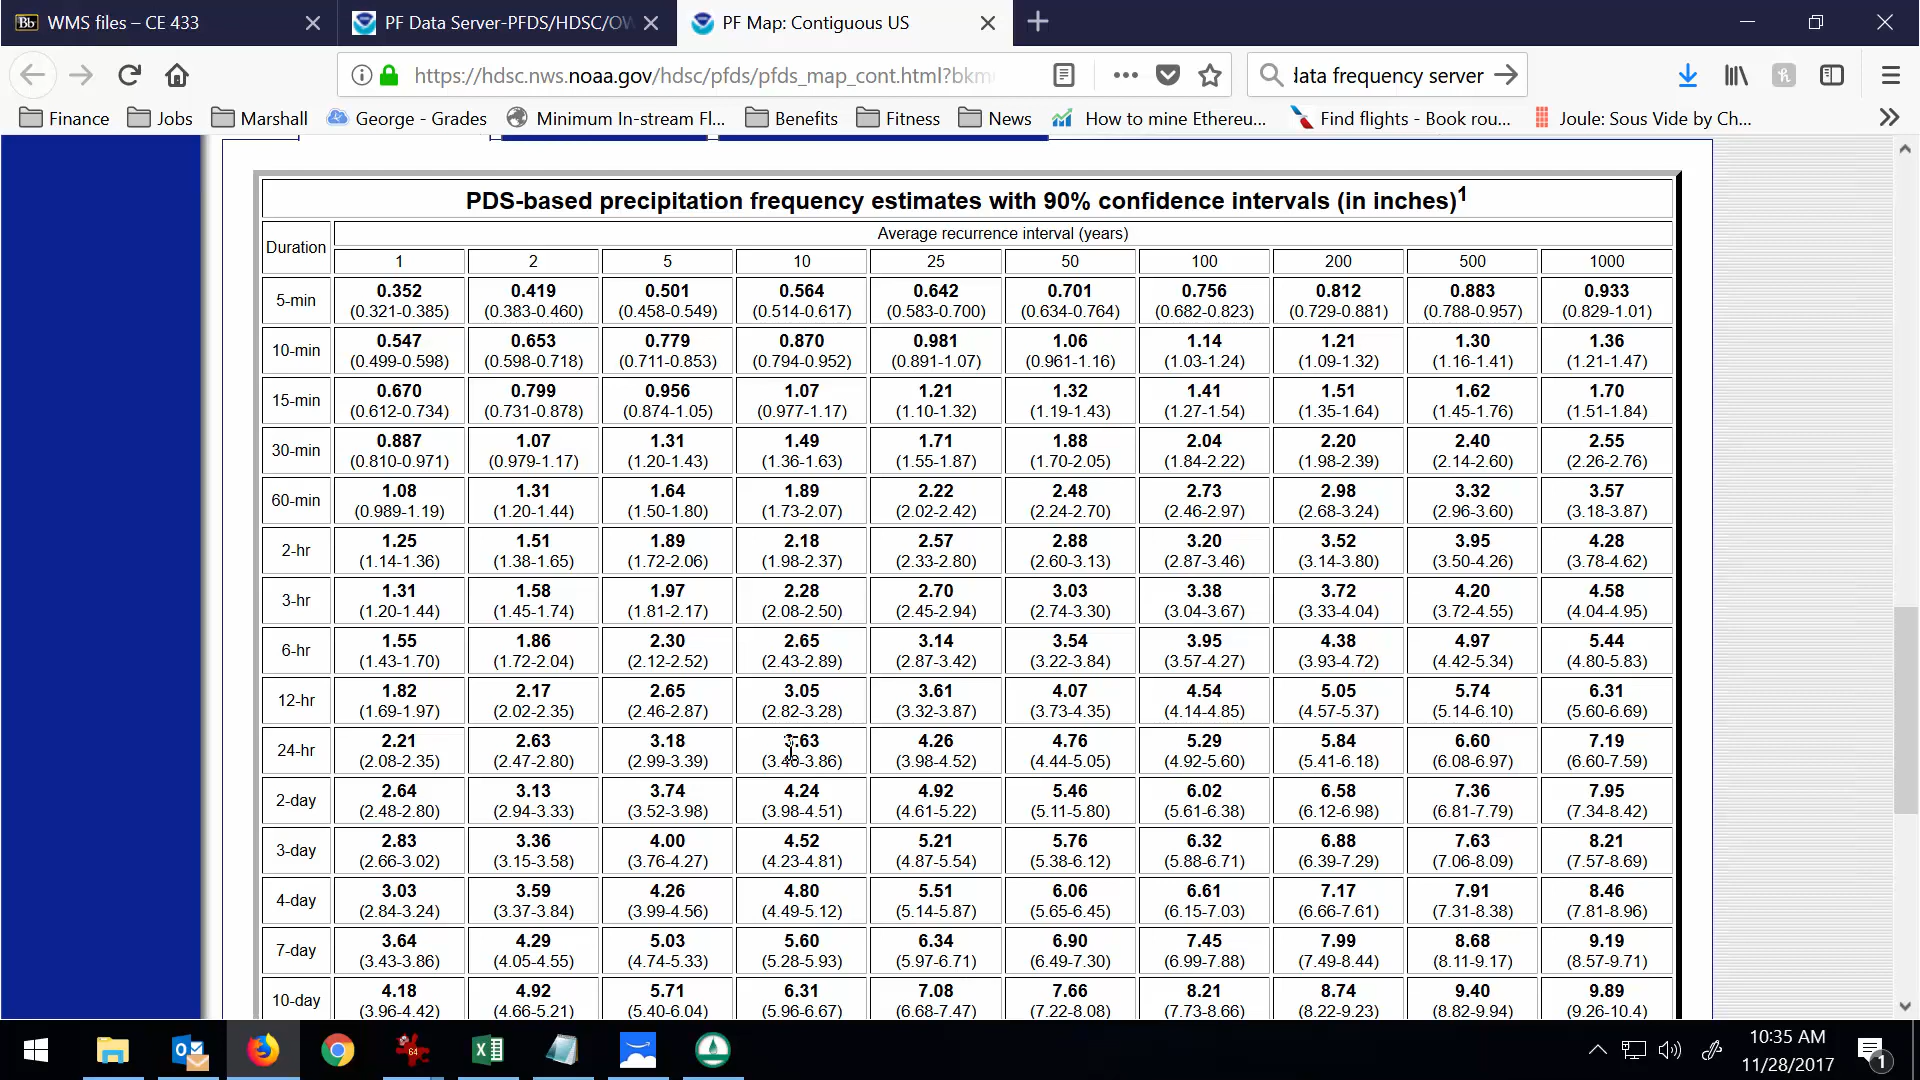 WMS files – CE 433
PF Data Server-PFDS/HDSC/OW
PF Map: Contiguous US
https://hdsc.nws.noaa.gov/hdsc/pfds/pfds_map_cont.html?bkm
data frequency server
Finance Jobs Marshall George - Grades Minimum In-stream Fl... Benefits Fitness News How to mine Ethereu... Find flights - Book rou... Joule: Sous Vide by Ch...
PDS-based precipitation frequency estimates with 90% confidence intervals (in inches)1
Duration
Average recurrence interval (years)
1 2 5 10 25 50 100 200 500 1000
5-min
0.352 0.419 0.501 0.564 0.642 0.701 0.756 0.812 0.883 0.933
(0.321-0.385) (0.383-0.460) (0.458-0.549) (0.514-0.617) (0.583-0.700) (0.634-0.764) (0.682-0.823) (0.729-0.881) (0.788-0.957) (0.829-1.01)
10-min
0.547 0.653 0.779 0.870 0.981 1.06 1.14 1.21 1.30 1.36
(0.499-0.598) (0.598-0.718) (0.711-0.853) (0.794-0.952) (0.891-1.07) (0.961-1.16) (1.03-1.24) (1.09-1.32) (1.16-1.41) (1.21-1.47)
15-min
0.670 0.799 0.956 1.07 1.21 1.32 1.41 1.51 1.62 1.70
(0.612-0.734) (0.731-0.878) (0.874-1.05) (0.977-1.17) (1.10-1.32) (1.19-1.43) (1.27-1.54) (1.35-1.64) (1.45-1.76) (1.51-1.84)
30-min
0.887 1.07 1.31 1.49 1.71 1.88 2.04 2.20 2.40 2.55
(0.810-0.971) (0.979-1.17) (1.20-1.43) (1.36-1.63) (1.55-1.87) (1.70-2.05) (1.84-2.22) (1.98-2.39) (2.14-2.60) (2.26-2.76)
60-min
1.08 1.31 1.64 1.89 2.22 2.48 2.73 2.98 3.32 3.57
(0.989-1.19) (1.20-1.44) (1.50-1.80) (1.73-2.07) (2.02-2.42) (2.24-2.70) (2.46-2.97) (2.68-3.24) (2.96-3.60) (3.18-3.87)
2-hr
1.25 1.51 1.89 2.18 2.57 2.88 3.20 3.52 3.95 4.28
(1.14-1.36) (1.38-1.65) (1.72-2.06) (1.98-2.37) (2.33-2.80) (2.60-3.13) (2.87-3.46) (3.14-3.80) (3.50-4.26) (3.78-4.62)
3-hr
1.31 1.58 1.97 2.28 2.70 3.03 3.38 3.72 4.20 4.58
(1.20-1.44) (1.45-1.74) (1.81-2.17) (2.08-2.50) (2.45-2.94) (2.74-3.30) (3.04-3.67) (3.33-4.04) (3.72-4.55) (4.04-4.95)
6-hr
1.55 1.86 2.30 2.65 3.14 3.54 3.95 4.38 4.97 5.44
(1.43-1.70) (1.72-2.04) (2.12-2.52) (2.43-2.89) (2.87-3.42) (3.22-3.84) (3.57-4.27) (3.93-4.72) (4.42-5.34) (4.80-5.83)
12-hr
1.82 2.17 2.65 3.05 3.61 4.07 4.54 5.05 5.74 6.31
(1.69-1.97) (2.02-2.35) (2.46-2.87) (2.82-3.28) (3.32-3.87) (3.73-4.35) (4.14-4.85) (4.57-5.37) (5.14-6.10) (5.60-6.69)
24-hr
2.21 2.63 3.18 3.63 4.26 4.76 5.29 5.84 6.60 7.19
(2.08-2.35) (2.47-2.80) (2.99-3.39) (3.40-3.86) (3.98-4.52) (4.44-5.05) (4.92-5.60) (5.41-6.18) (6.08-6.97) (6.60-7.59)
2-day
2.64 3.13 3.74 4.24 4.92 5.46 6.02 6.58 7.36 7.95
(2.48-2.80) (2.94-3.33) (3.52-3.98) (3.98-4.51) (4.61-5.22) (5.11-5.80) (5.61-6.38) (6.12-6.98) (6.81-7.79) (7.34-8.42)
3-day
2.83 3.36 4.00 4.52 5.21 5.76 6.32 6.88 7.63 8.21
(2.66-3.02) (3.15-3.58) (3.76-4.27) (4.23-4.81) (4.87-5.54) (5.38-6.12) (5.88-6.71) (6.39-7.29) (7.06-8.09) (7.57-8.69)
4-day
3.03 3.59 4.26 4.80 5.51 6.06 6.61 7.17 7.91 8.46
(2.84-3.24) (3.37-3.84) (3.99-4.56) (4.49-5.12) (5.14-5.87) (5.65-6.45) (6.15-7.03) (6.66-7.61) (7.31-8.38) (7.81-8.96)
7-day
3.64 4.29 5.03 5.60 6.34 6.90 7.45 7.99 8.68 9.19
(3.43-3.86) (4.05-4.55) (4.74-5.33) (5.28-5.93) (5.97-6.71) (6.49-7.30) (6.99-7.88) (7.49-8.44) (8.11-9.17) (8.57-9.71)
10-day
4.18 4.92 5.71 6.31 7.08 7.66 8.21 8.74 9.40 9.89
(3.96-4.42) (4.66-5.21) (5.40-6.04) (5.96-6.67) (6.68-7.47) (7.22-8.08) (7.73-8.66) (8.22-9.23) (8.82-9.94) (9.26-10.4)
10:35 AM
11/28/2017
1